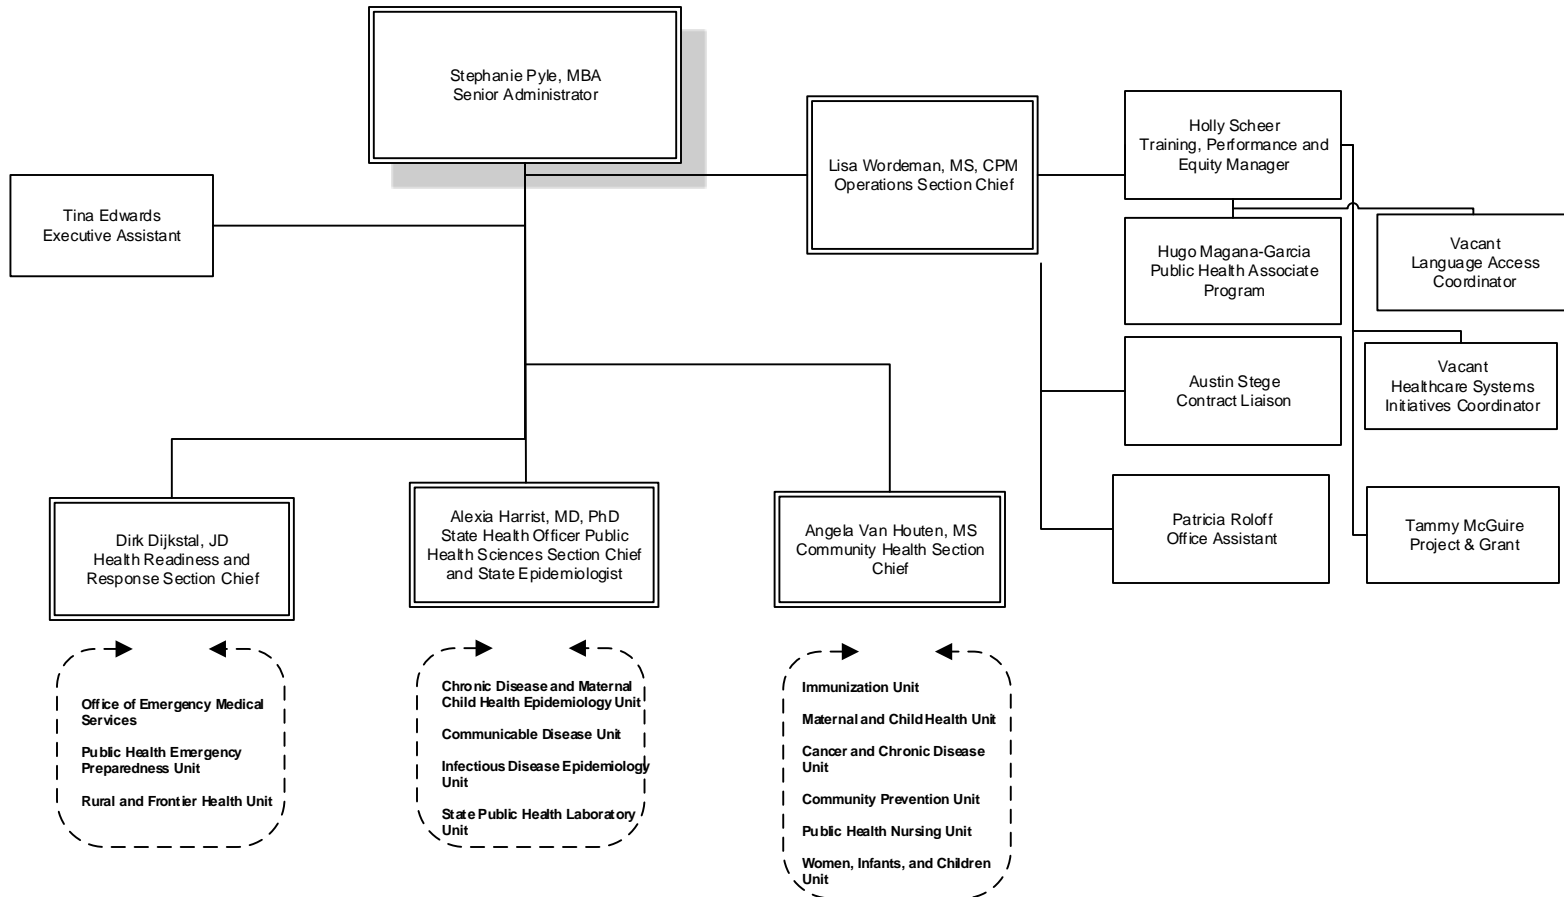 Stephanie Pyle, MBA
Senior Administrator
Lisa Wordeman, MS, CPM
Operations Section Chief
Holly Scheer
Training, Performance and
Equity Manager
Tina Edwards
Executive Assistant
Hugo Magana-Garcia
Public Health Associate
Program
Vacant
Language Access
Coordinator
Austin Stege
Contract Liaison
Vacant
Healthcare Systems
Initiatives Coordinator
Patricia Roloff
Office Assistant
Tammy McGuire
Project & Grant
Dirk Dijkstal, JD
Health Readiness and
Response Section Chief
Alexia Harrist, MD, PhD
State Health Officer Public
Health Sciences Section Chief
and State Epidemiologist
Angela Van Houten, MS
Community Health Section
Chief
Office of Emergency Medical
Services
Public Health Emergency
Preparedness Unit
Rural and Frontier Health Unit
Chronic Disease and Maternal
Child Health Epidemiology Unit
Communicable Disease Unit
Infectious Disease Epidemiology
Unit
State Public Health Laboratory
Unit
Immunization Unit
Maternal and Child Health Unit
Cancer and Chronic Disease
Unit
Community Prevention Unit
Public Health Nursing Unit
Women, Infants, and Children
Unit